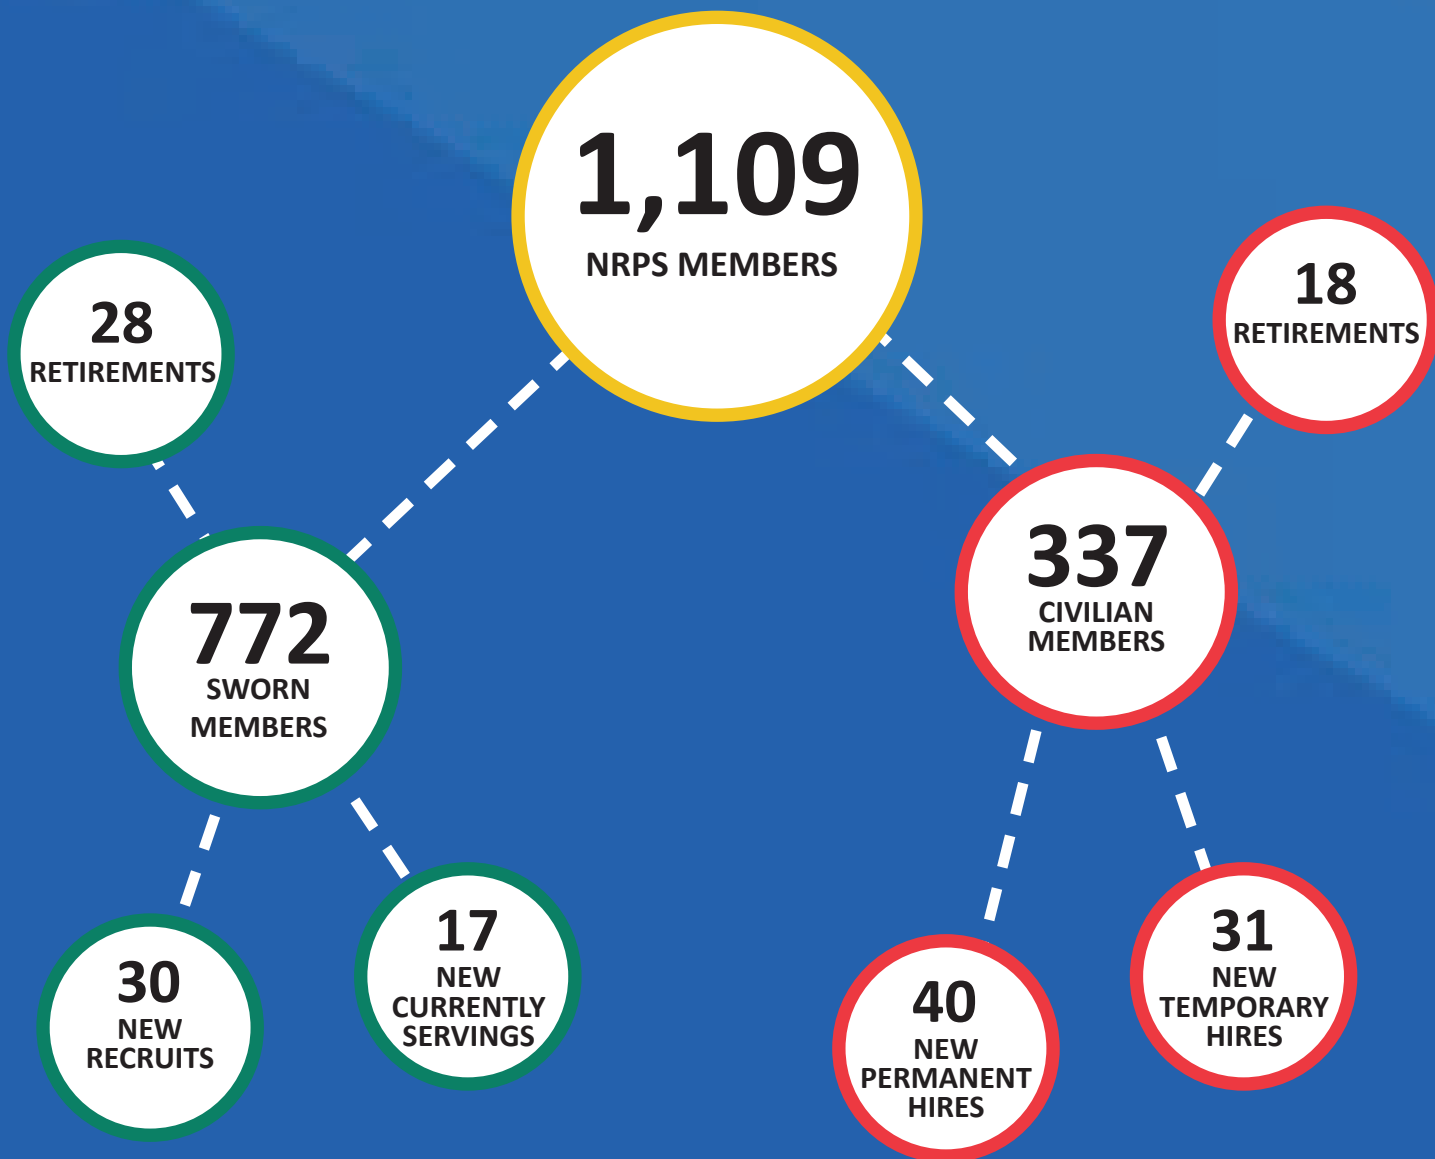 1,109
NRPS MEMBERS
28
RETIREMENTS
18
RETIREMENTS
772
SWORN
MEMBERS
337
CIVILIAN
MEMBERS
30
NEW
RECRUITS
17
NEW
CURRENTLY
SERVINGS
40
NEW
PERMANENT
HIRES
31
NEW
TEMPORARY
HIRES